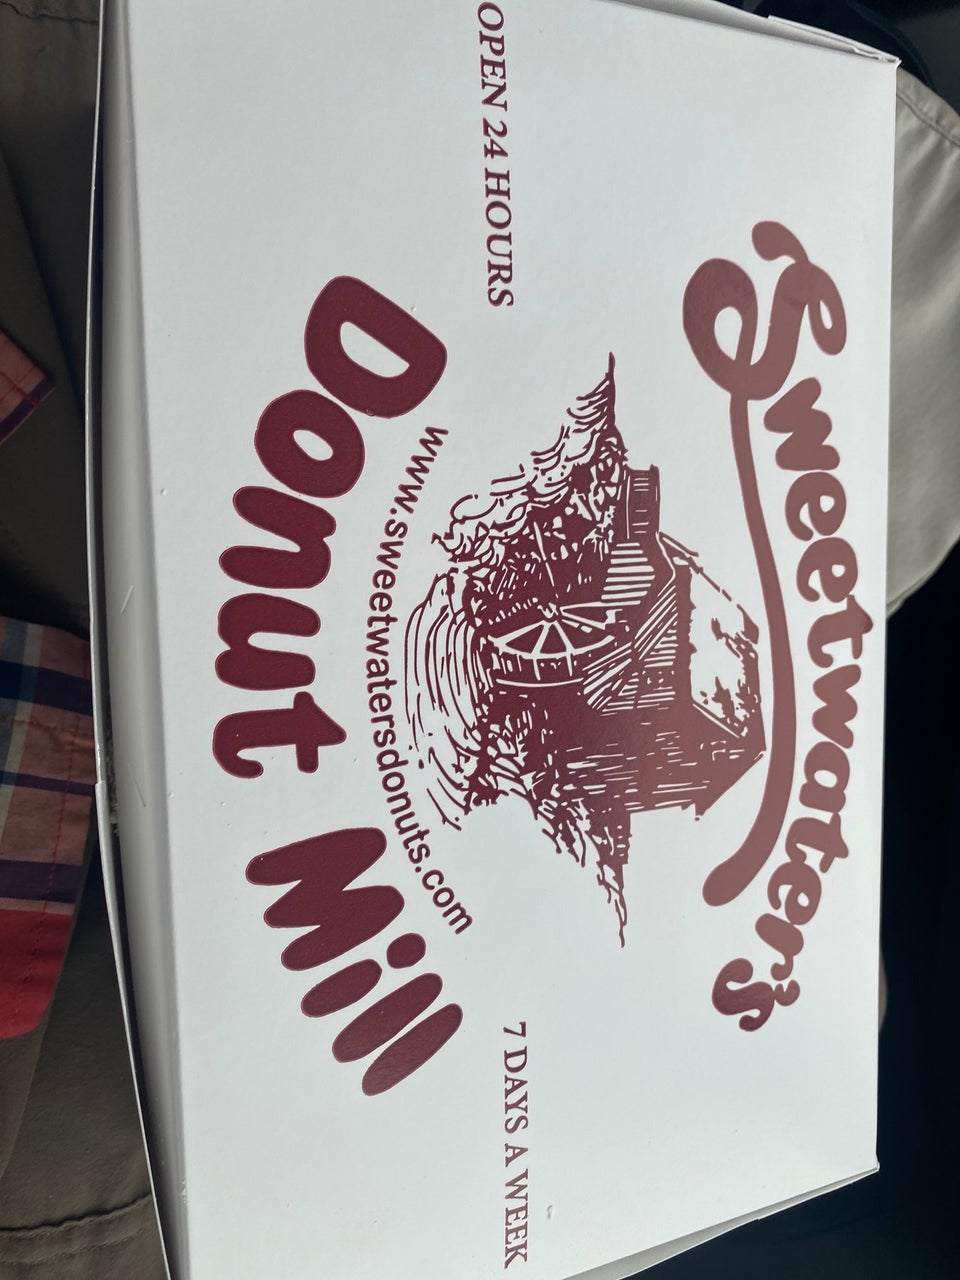 Sweetwater's
OPEN 24 HOURS
7 DAYS A WEEK
www.sweetwatersdonuts.com
Donut Mill